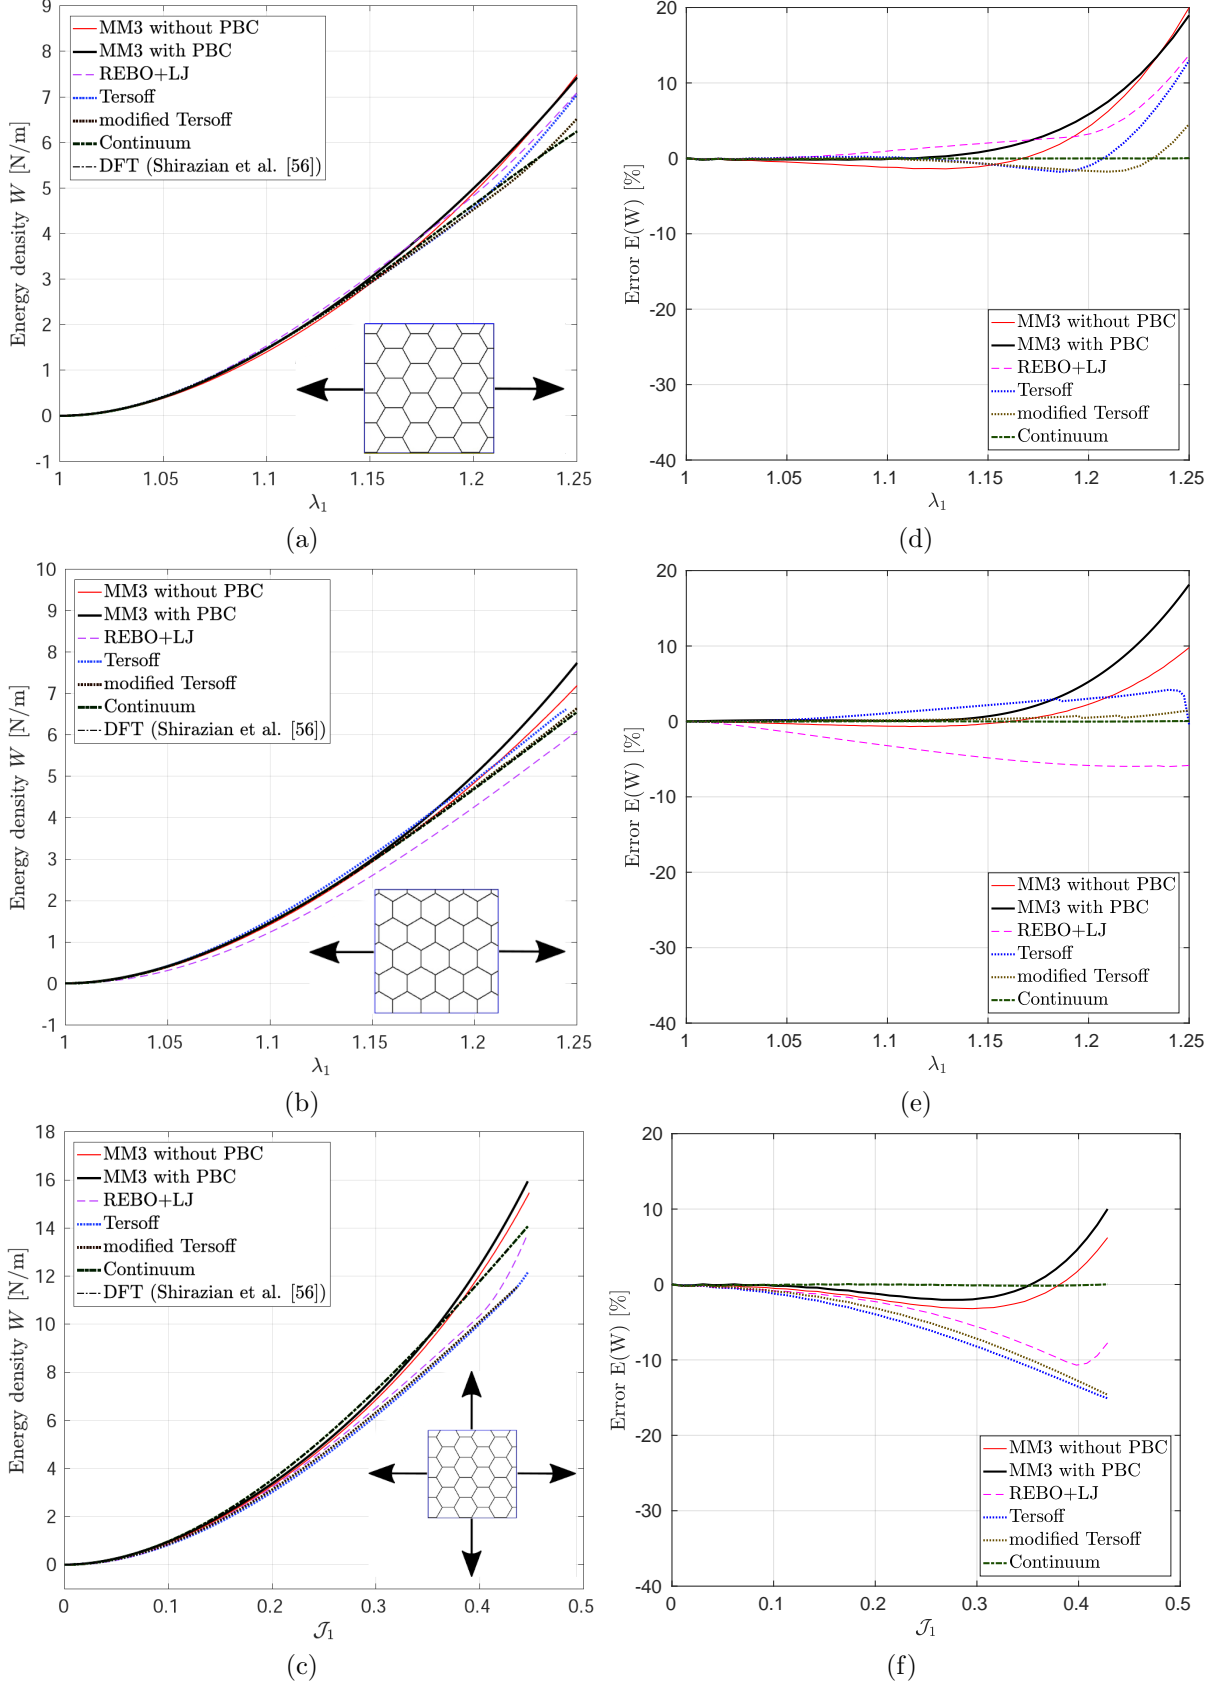 9
8
7
6
5
4
3
2
1
0
-1
Energy density W [N/m]
MM3 without PBC
MM3 with PBC
REBO+LJ
Tersoff
modified Tersoff
Continuum
DFT (Shirazian et al. [56])
1 1.05 1.1 1.15 1.2 1.25
λ1
(a)
20
10
0
-10
-20
-30
-40
Error E(W) [%]
MM3 without PBC
MM3 with PBC
REBO+LJ
Tersoff
modified Tersoff
Continuum
1 1.05 1.1 1.15 1.2 1.25
λ1
(d)
10
9
8
7
6
5
4
3
2
1
0
-1
Energy density W [N/m]
MM3 without PBC
MM3 with PBC
REBO+LJ
Tersoff
modified Tersoff
Continuum
DFT (Shirazian et al. [56])
1 1.05 1.1 1.15 1.2 1.25
λ1
(b)
20
10
0
-10
-20
-30
-40
Error E(W) [%]
MM3 without PBC
MM3 with PBC
REBO+LJ
Tersoff
modified Tersoff
Continuum
1 1.05 1.1 1.15 1.2 1.25
λ1
(e)
18
16
14
12
10
8
6
4
2
0
Energy density W [N/m]
MM3 without PBC
MM3 with PBC
REBO+LJ
Tersoff
modified Tersoff
Continuum
DFT (Shirazian et al. [56])
0 0.1 0.2 0.3 0.4 0.5
𝒥1
(c)
20
10
0
-10
-20
-30
-40
Error E(W) [%]
MM3 without PBC
MM3 with PBC
REBO+LJ
Tersoff
modified Tersoff
Continuum
0 0.1 0.2 0.3 0.4 0.5
𝒥1
(f)